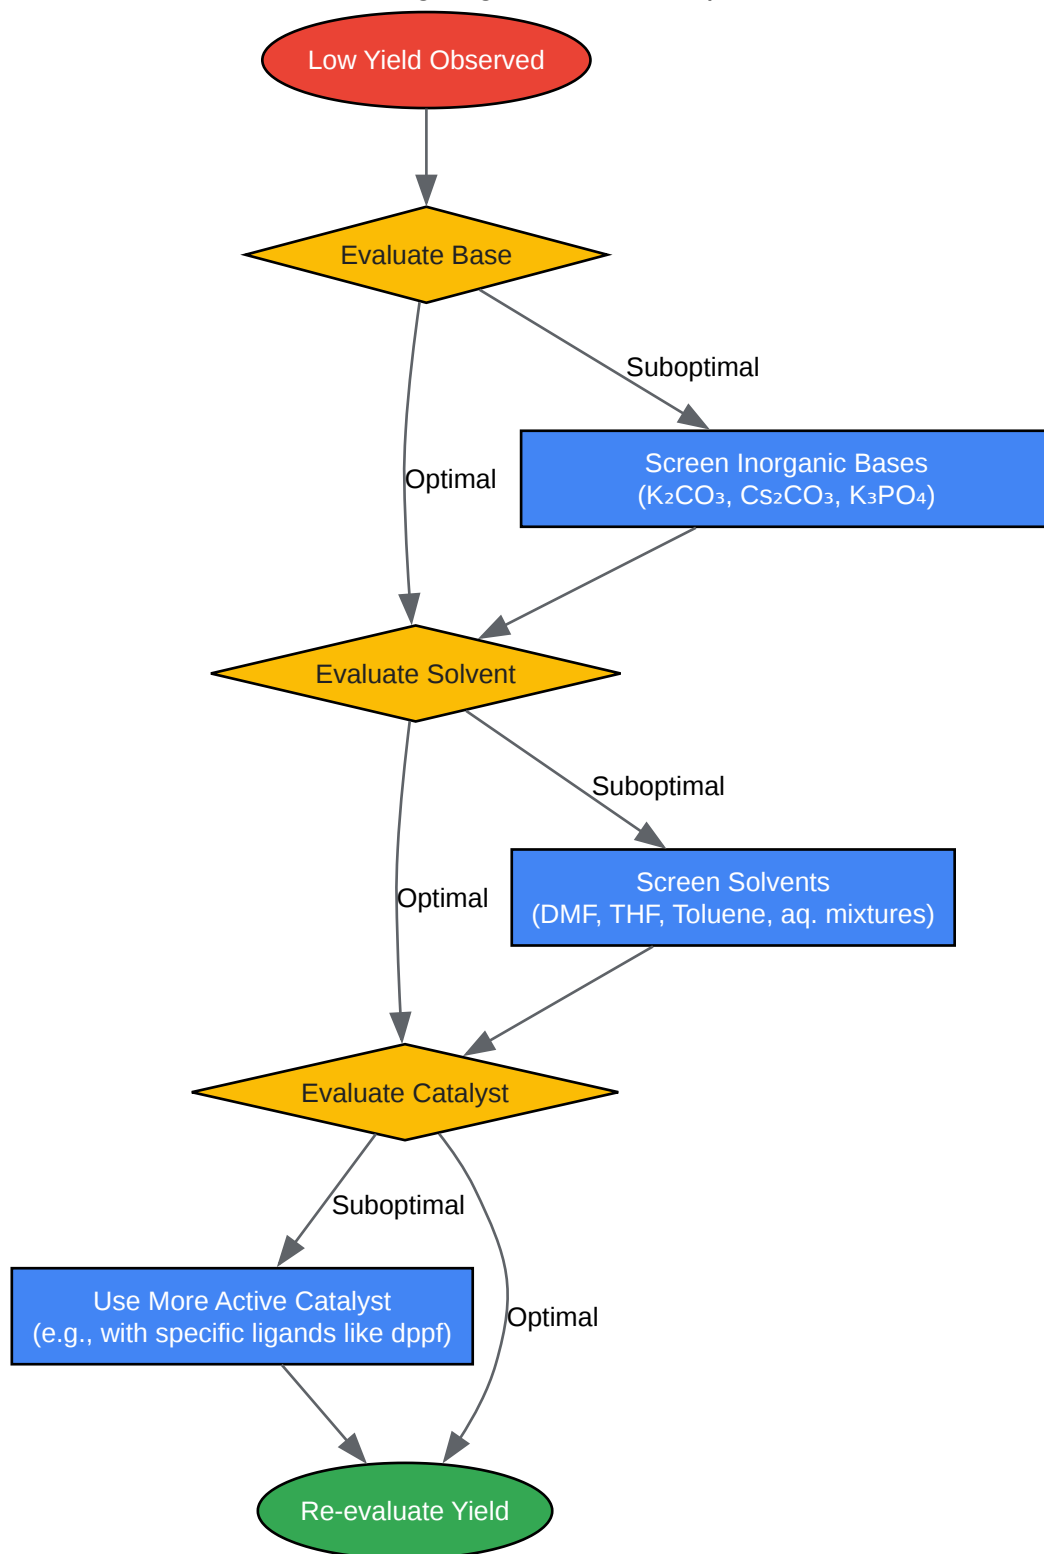 Low Yield Observed
Evaluate Base
Suboptimal
Optimal
Screen Inorganic Bases
(K₂CO₃, Cs₂CO₃, K₃PO₄)
Evaluate Solvent
Suboptimal
Screen Solvents
(DMF, THF, Toluene, aq. mixtures)
Optimal
Evaluate Catalyst
Suboptimal
Use More Active Catalyst
(e.g., with specific ligands like dppf)
Optimal
Re-evaluate Yield